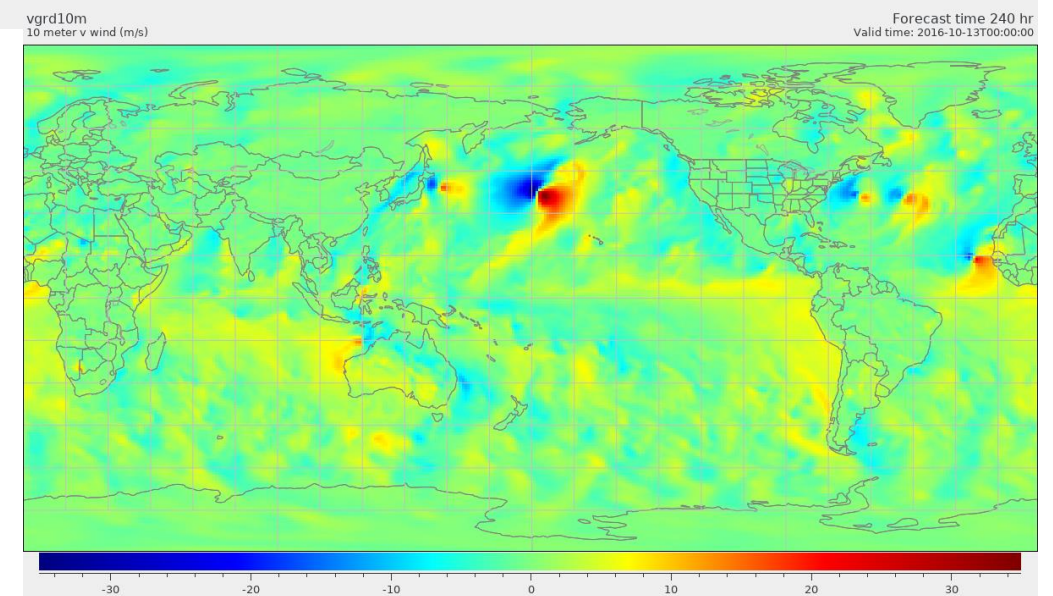 vgrd10m
Forecast time 240 hr
10 meter v wind (m/s)
Valid time: 2016-10-13T00:00:00
-30 -20 -10 0 10 20 30